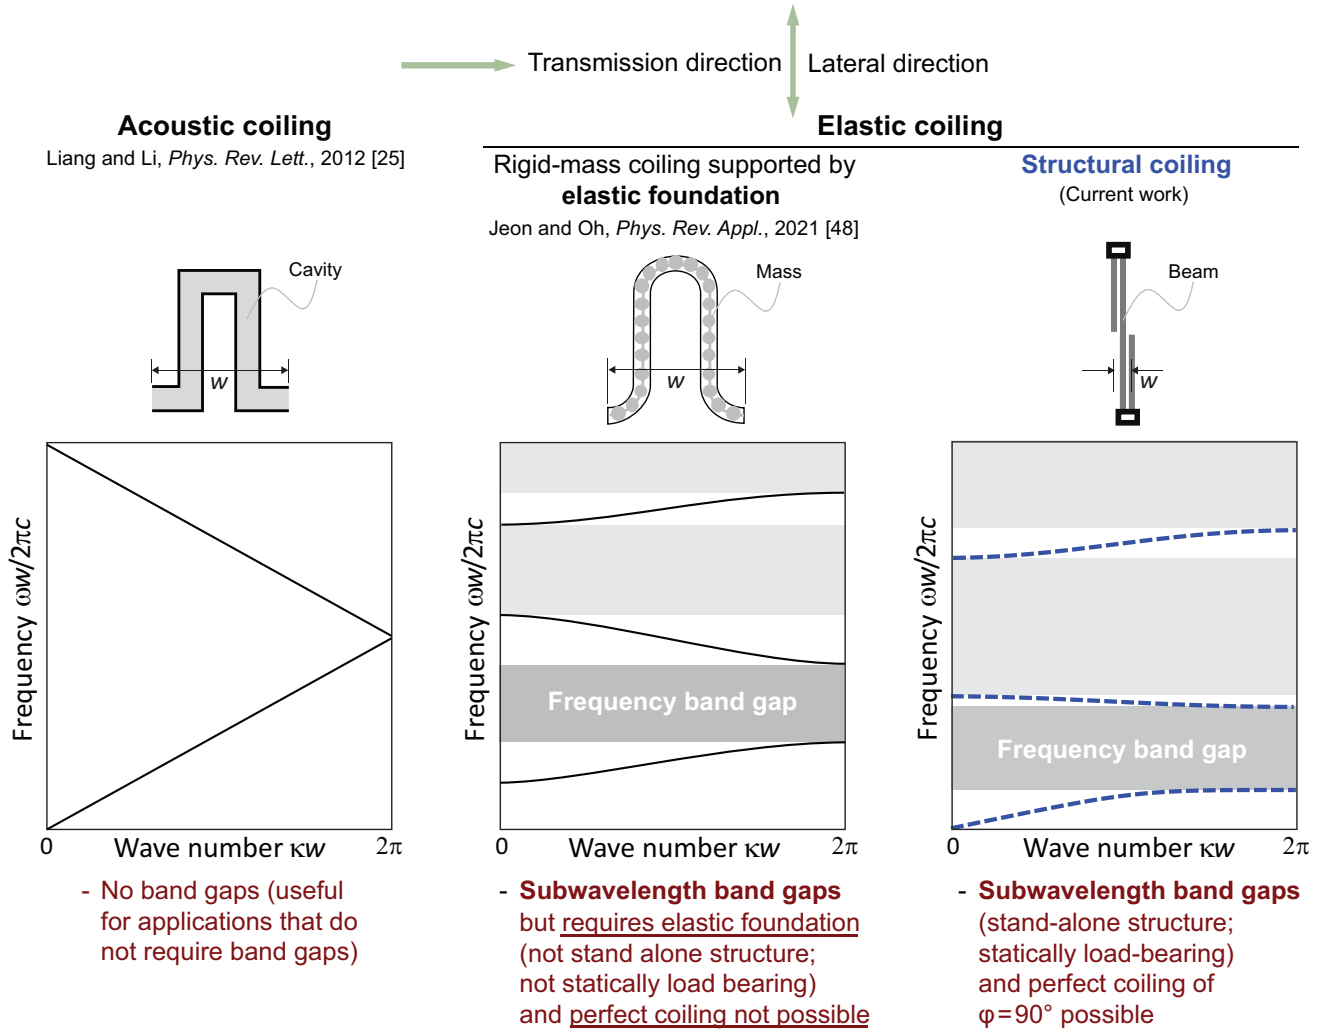 Transmission direction
Lateral direction
Acoustic coiling
Liang and Li, Phys. Rev. Lett., 2012 [25]
Cavity
w
Frequency ωw/2πc
0
Wave number κw
2π
- No band gaps (useful
for applications that do
not require band gaps)
Elastic coiling
Rigid-mass coiling supported by
elastic foundation
Jeon and Oh, Phys. Rev. Appl., 2021 [48]
Mass
w
Frequency ωw/2πc
Frequency band gap
0
Wave number κw
2π
- Subwavelength band gaps
but requires elastic foundation
(not stand alone structure;
not statically load bearing)
and perfect coiling not possible
Structural coiling
(Current work)
Beam
w
Frequency ωw/2πc
Frequency band gap
0
Wave number κw
2π
- Subwavelength band gaps
(stand-alone structure;
statically load-bearing)
and perfect coiling of
φ=90° possible